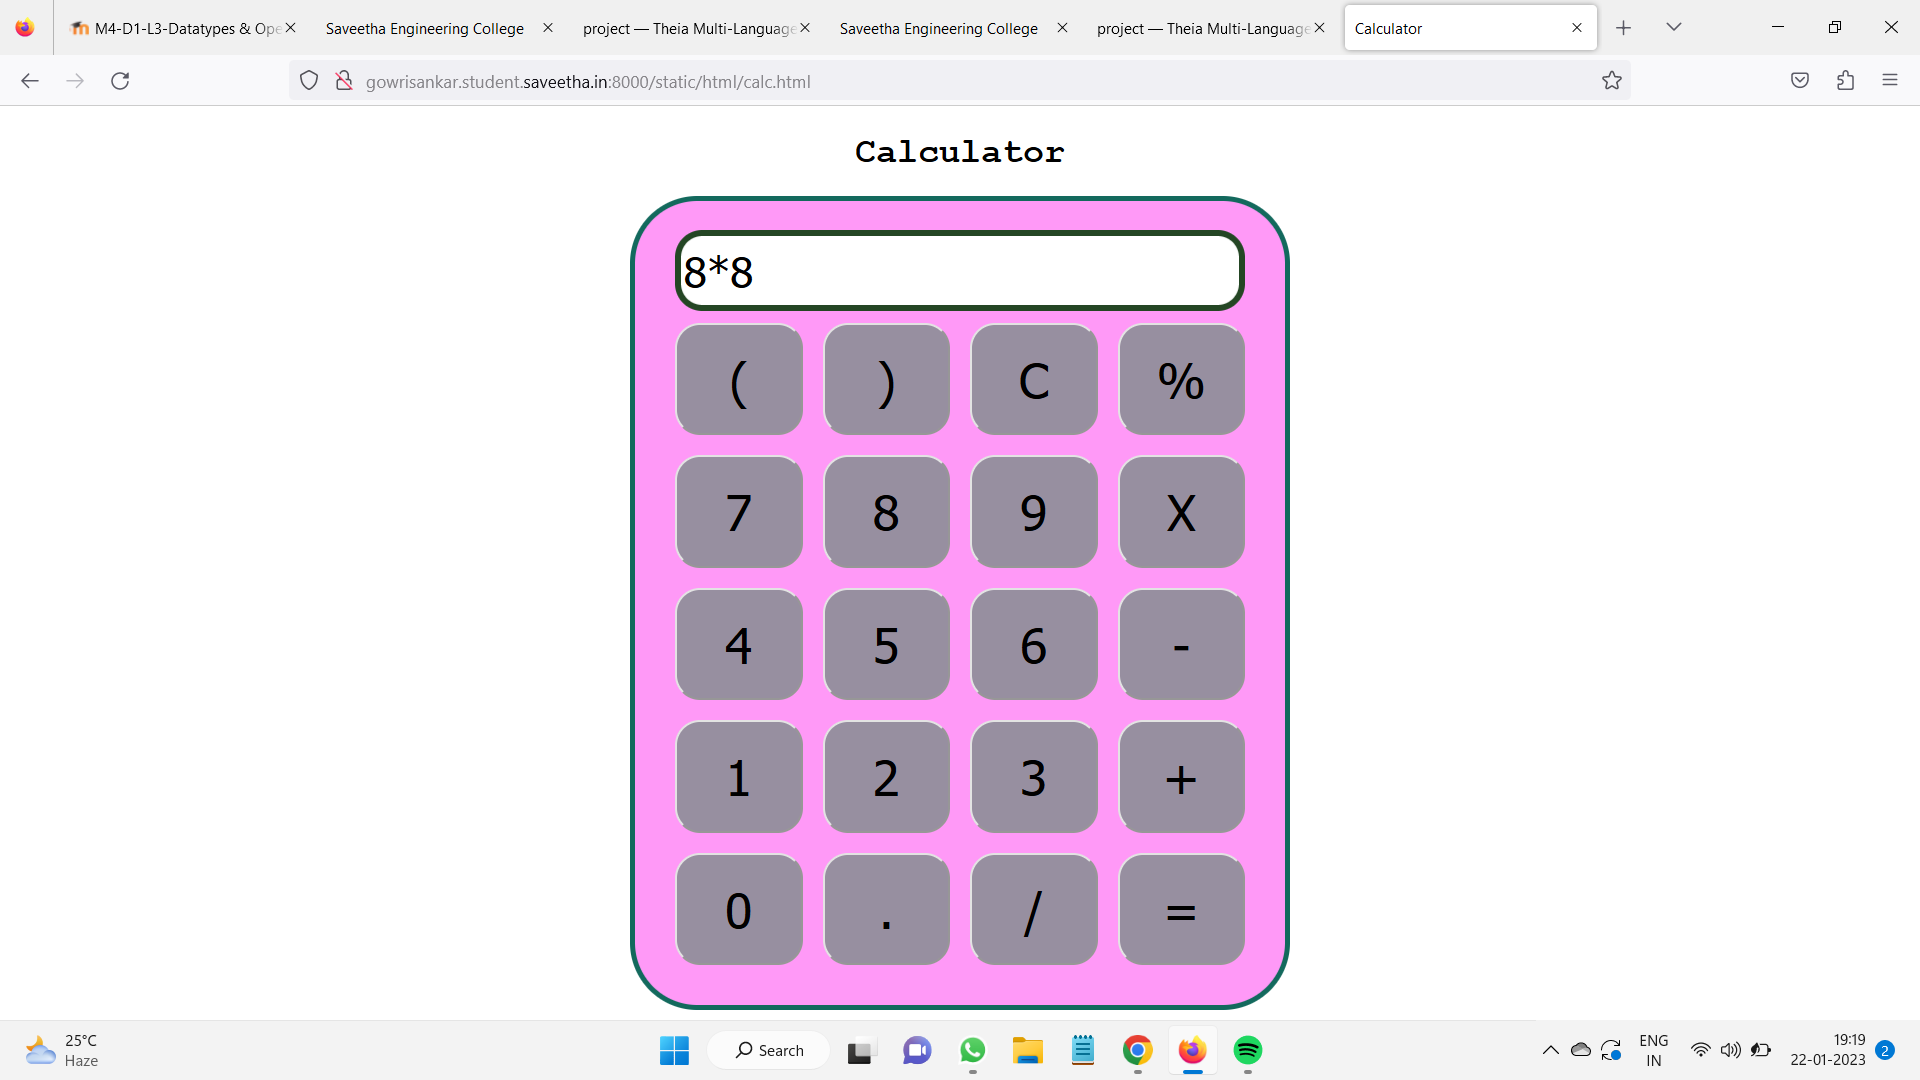 M4-D1-L3-Datatypes & Ope
Saveetha Engineering College
project — Theia Multi-Language
Saveetha Engineering College
project — Theia Multi-Language
Calculator
gowrisankar.student.saveetha.in:8000/static/html/calc.html
Calculator
8*8
( ) C %
7 8 9 X
4 5 6 -
1 2 3 +
0 . / =
25°C
Haze
Search
ENG
IN
19:19
22-01-2023
2